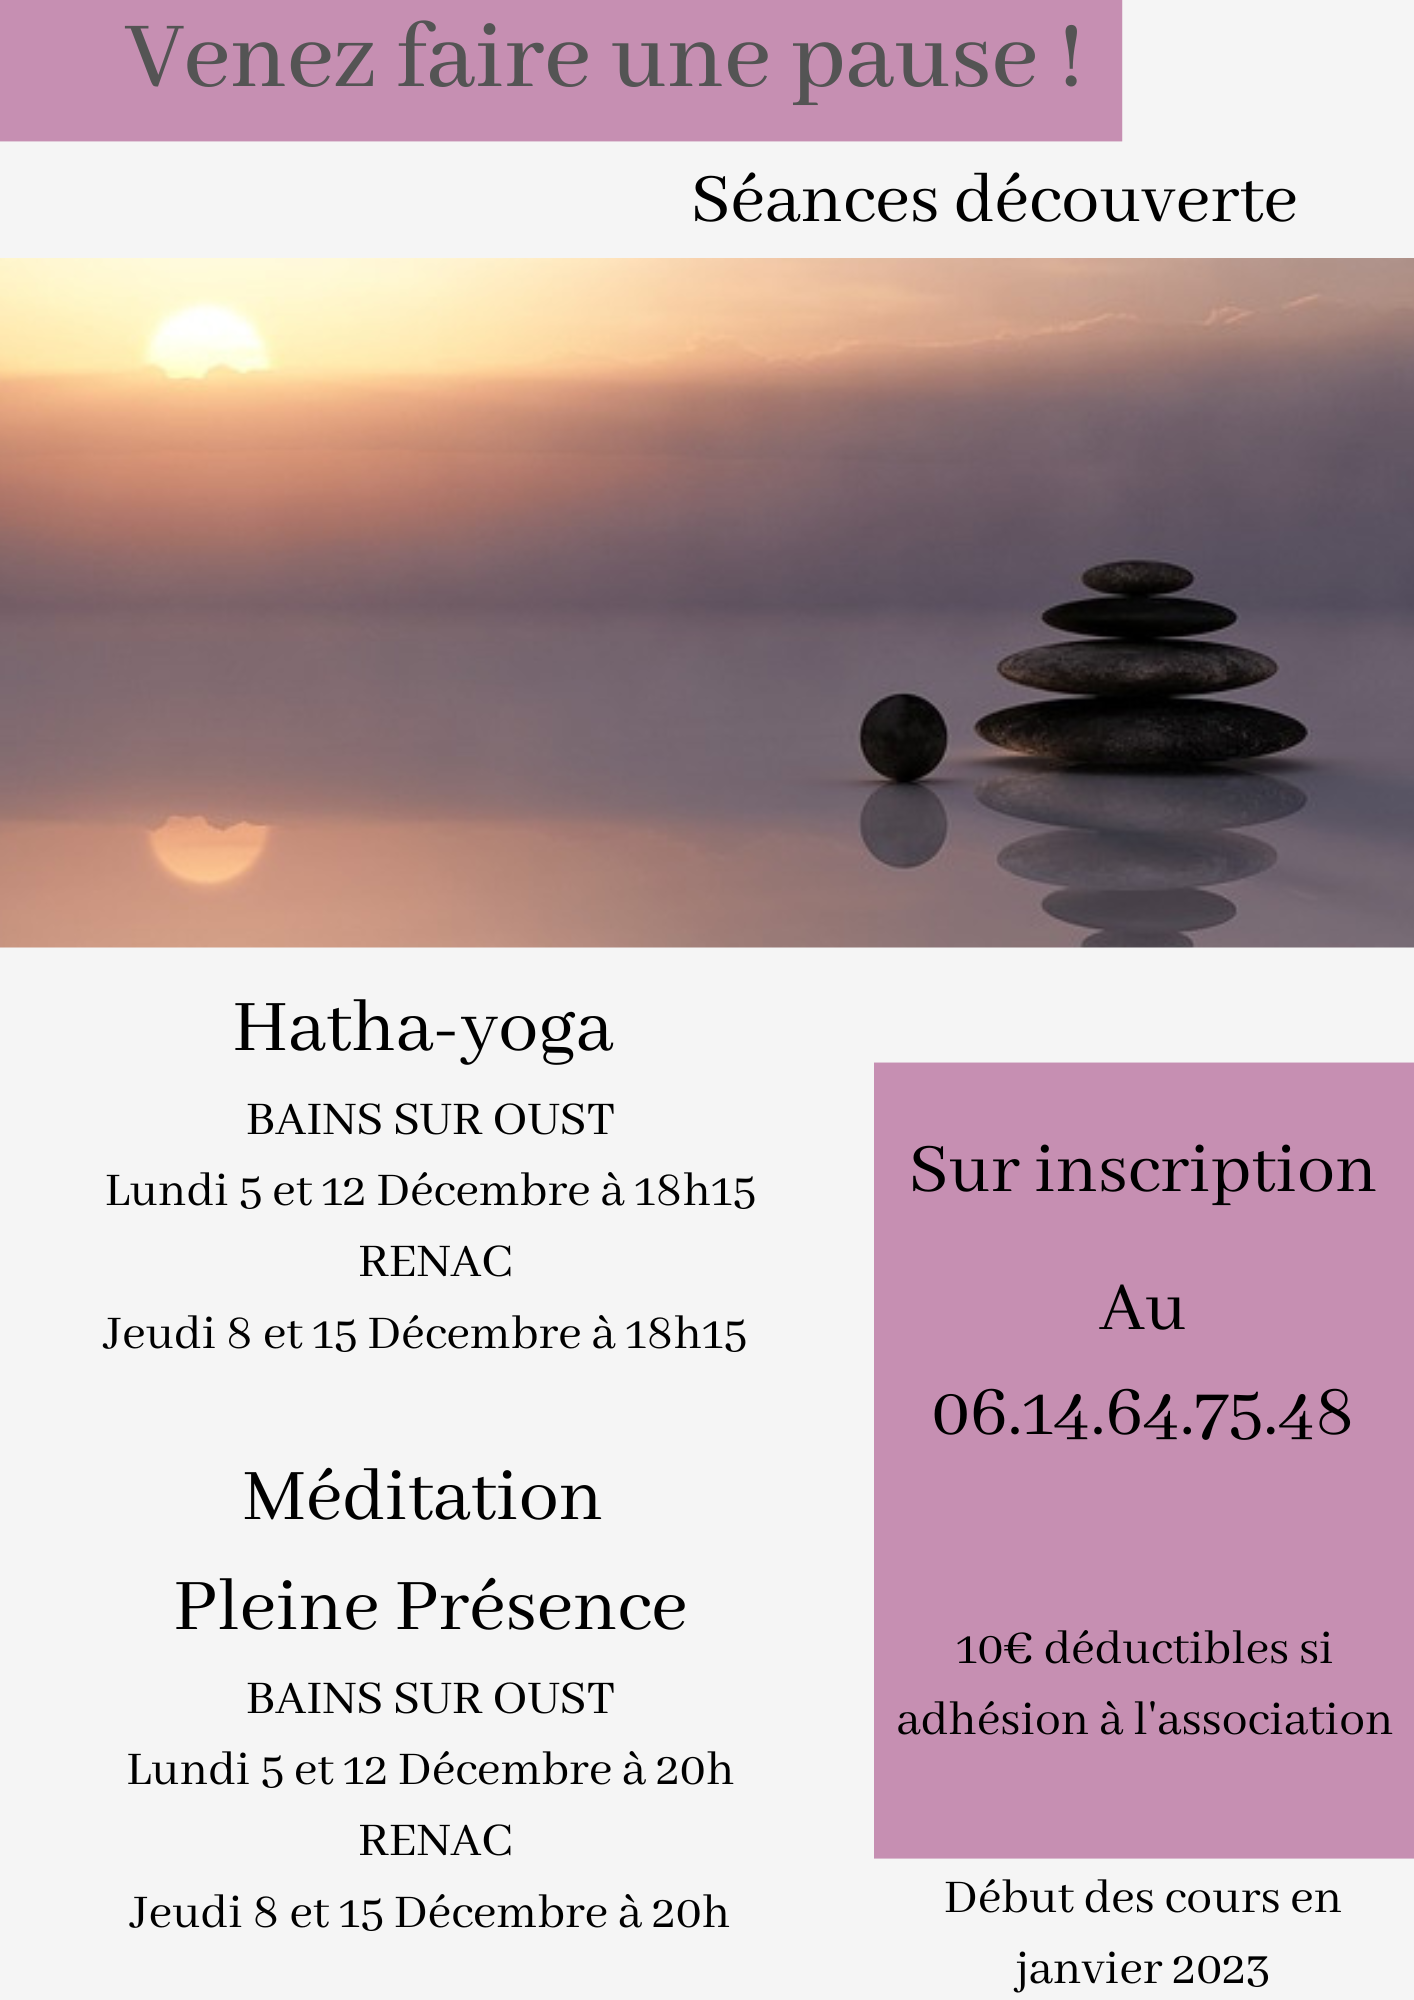 Venez faire une pause !
Séances découverte
Hatha-yoga
BAINS SUR OUST
Lundi 5 et 12 Décembre à 18h15
RENAC
Jeudi 8 et 15 Décembre à 18h15
Méditation
Pleine Présence
BAINS SUR OUST
Lundi 5 et 12 Décembre à 20h
RENAC
Jeudi 8 et 15 Décembre à 20h
Sur inscription
Au
06.14.64.75.48
10€ déductibles si
adhésion à l'association
Début des cours en
janvier 2023